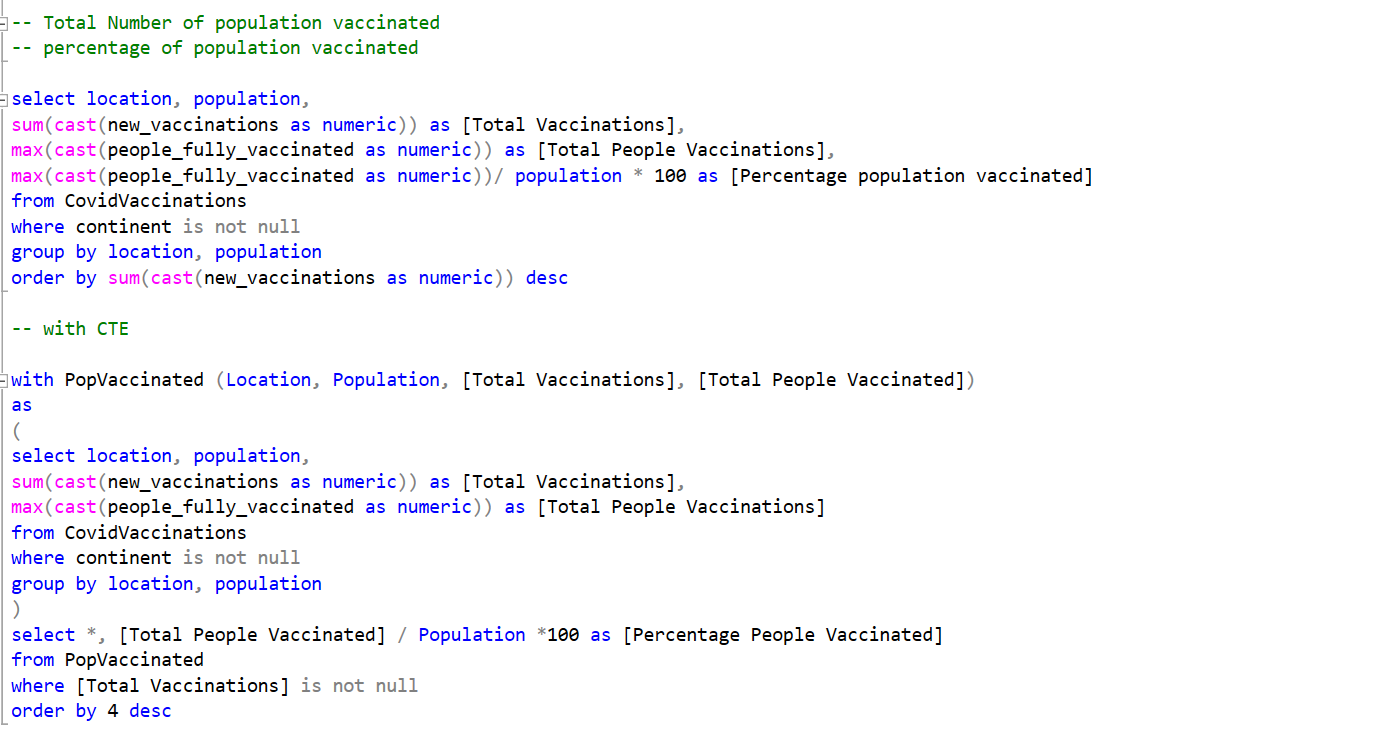 -- Total Number of population vaccinated
-- percentage of population vaccinated
select location, population,
sum(cast(new_vaccinations as numeric)) as [Total Vaccinations],
max(cast(people_fully_vaccinated as numeric)) as [Total People Vaccinations],
max(cast(people_fully_vaccinated as numeric))/ population * 100 as [Percentage population vaccinated]
from CovidVaccinations
where continent is not null
group by location, population
order by sum(cast(new_vaccinations as numeric)) desc
-- with CTE
with PopVaccinated (Location, Population, [Total Vaccinations], [Total People Vaccinated])
as
(
select location, population,
sum(cast(new_vaccinations as numeric)) as [Total Vaccinations],
max(cast(people_fully_vaccinated as numeric)) as [Total People Vaccinations]
from CovidVaccinations
where continent is not null
group by location, population
)
select *, [Total People Vaccinated] / Population *100 as [Percentage People Vaccinated]
from PopVaccinated
where [Total Vaccinations] is not null
order by 4 desc